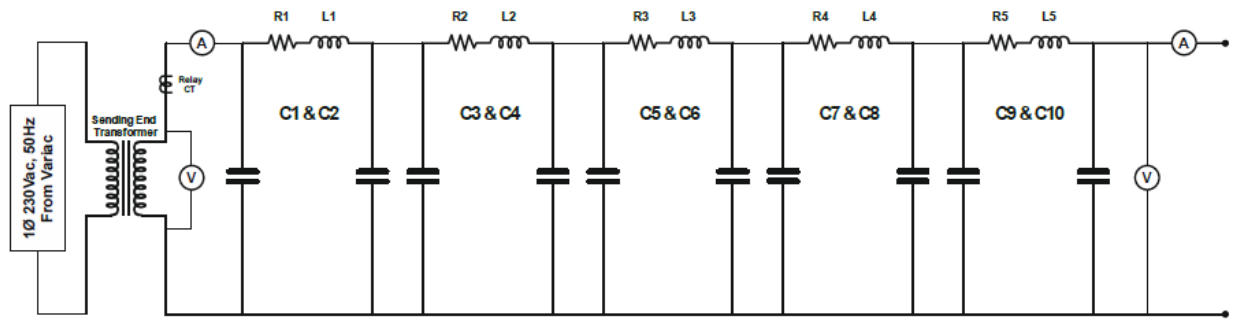 R1 L1
R2 L2
R3 L3
R4 L4
R5 L5
A
A
Relay
CT
C1 & C2
C3 & C4
C5 & C6
C7 & C8
C9 & C10
Sending End
Transformer
1Ø 230Vac, 50Hz
From Variac
V
V